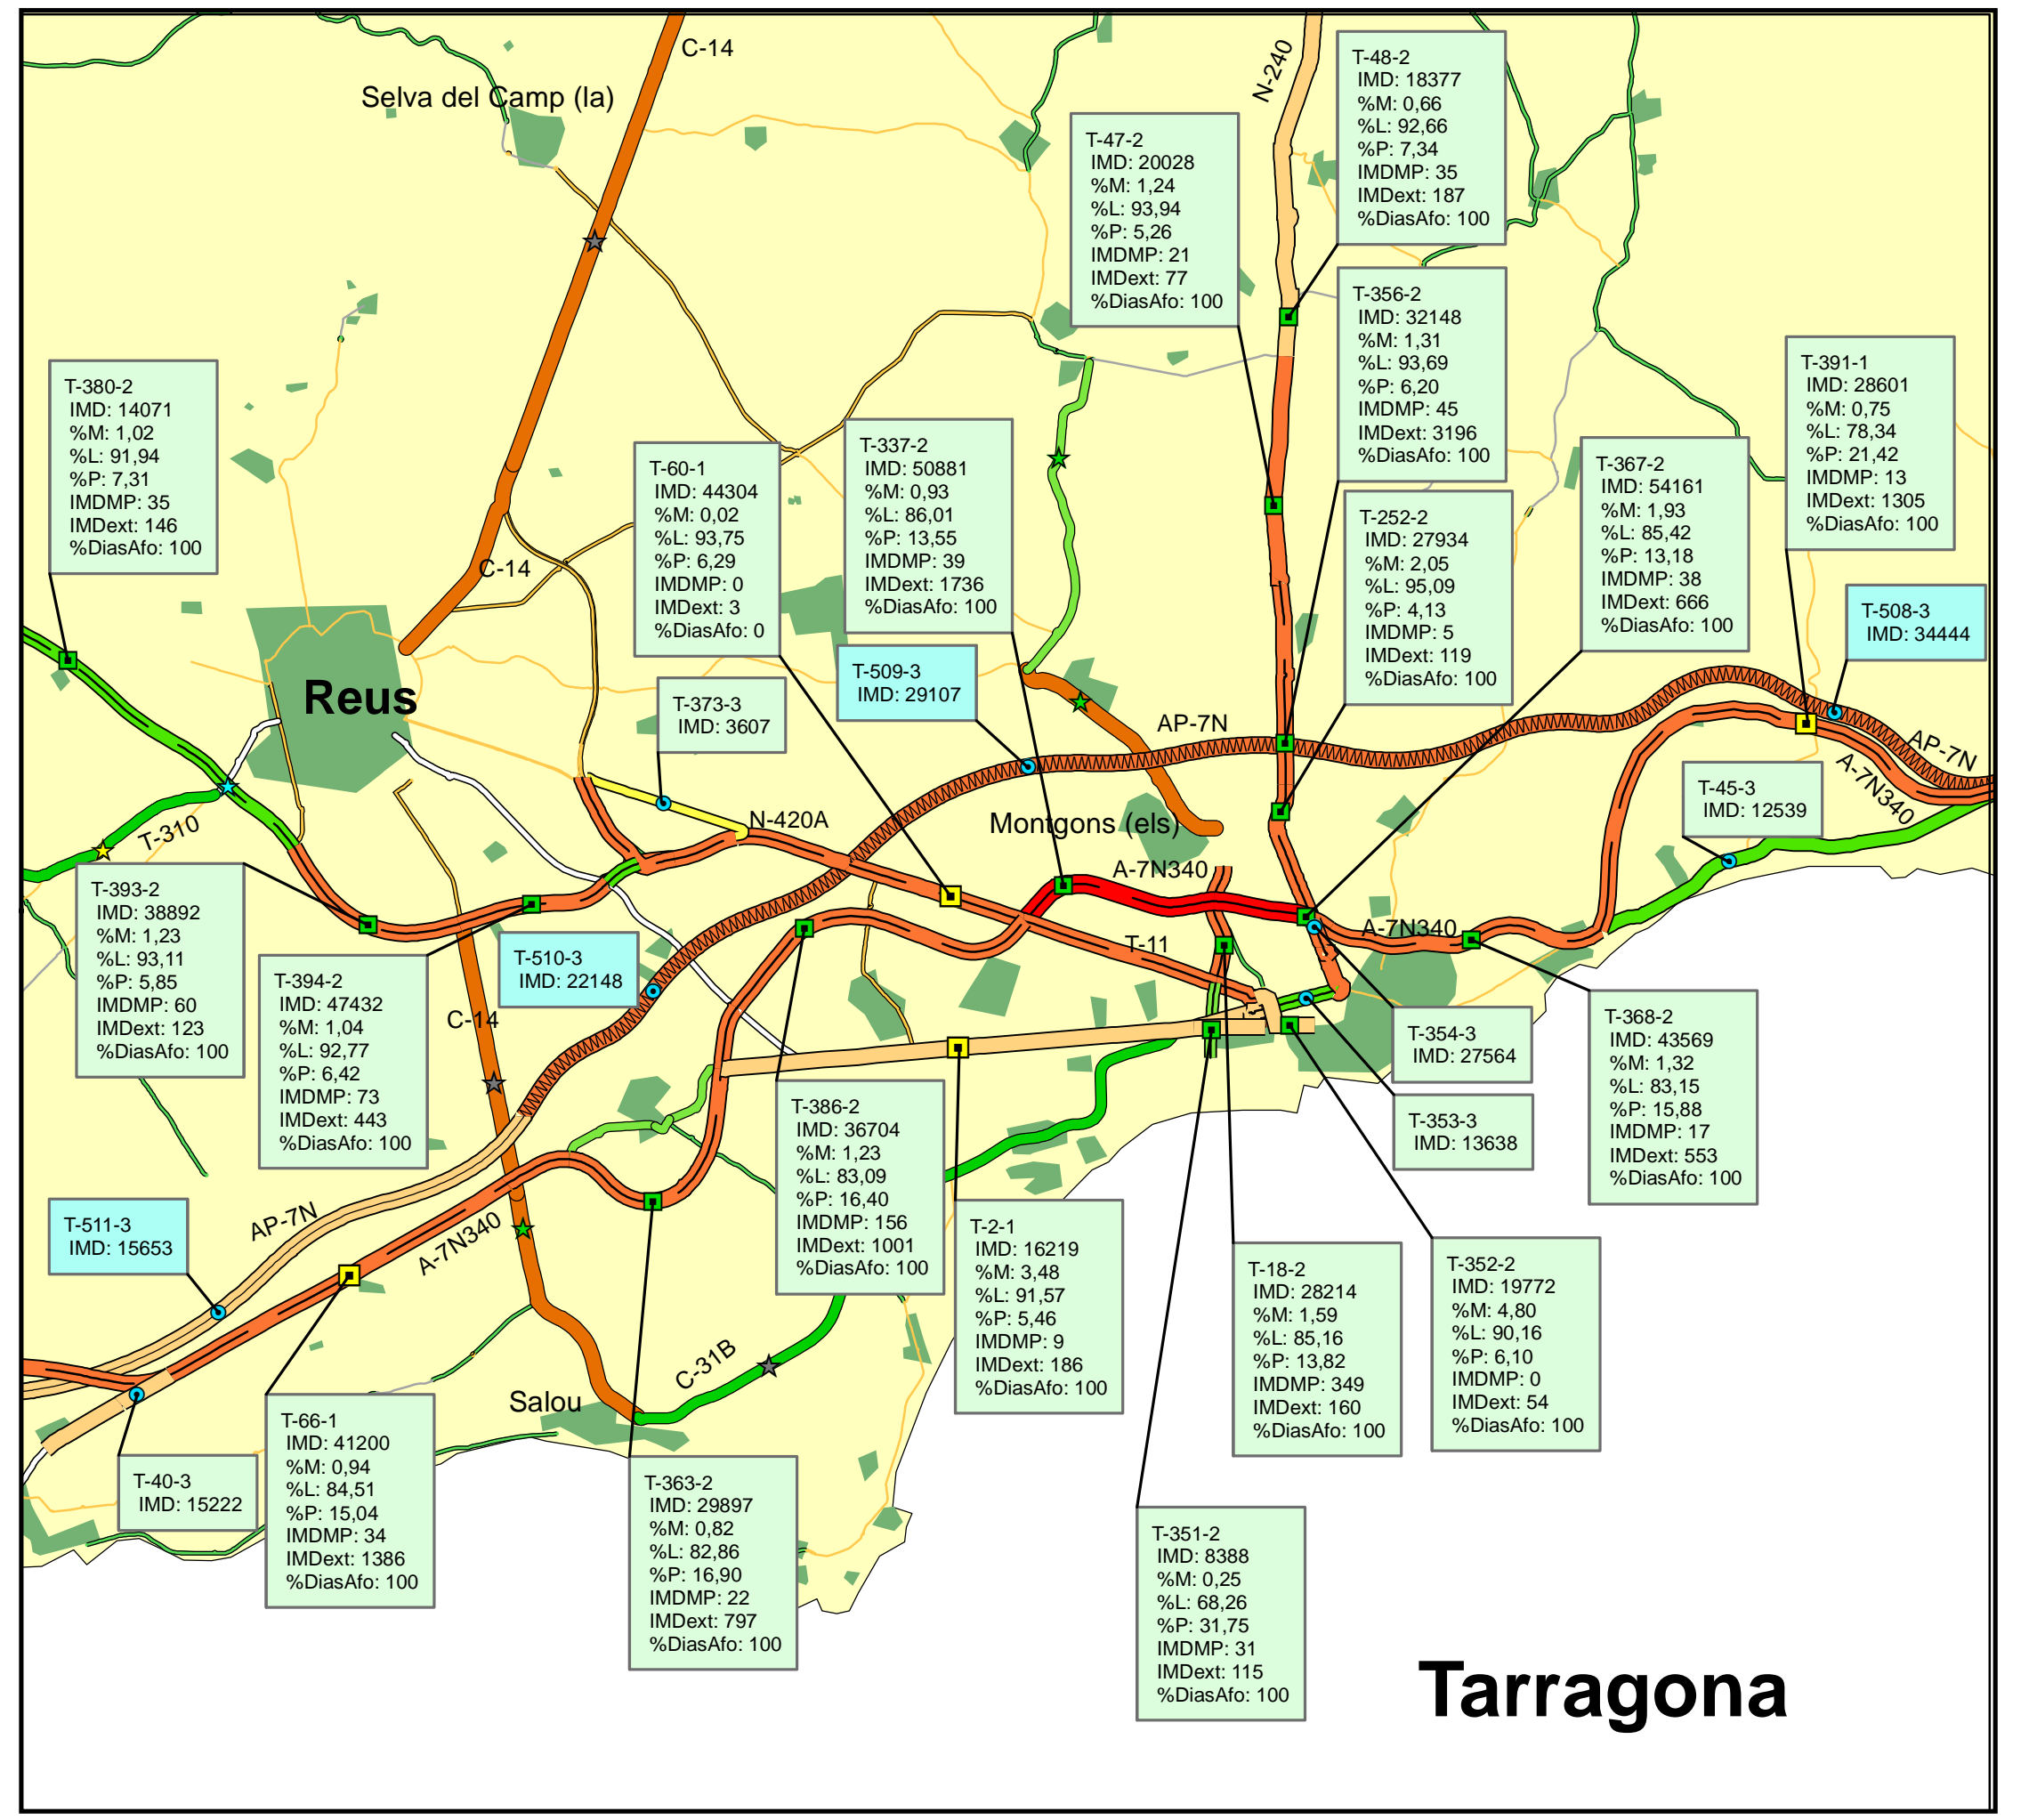 C-14
Selva del Camp (la)
N-240
T-48-2
IMD: 18377
%M: 0,66
%L: 92,66
%P: 7,34
IMDMP: 35
IMDext: 187
%DiasAfo: 100
T-47-2
IMD: 20028
%M: 1,24
%L: 93,94
%P: 5,26
IMDMP: 21
IMDext: 77
%DiasAfo: 100
T-356-2
IMD: 32148
%M: 1,31
%L: 93,69
%P: 6,20
IMDMP: 45
IMDext: 3196
%DiasAfo: 100
T-391-1
IMD: 28601
%M: 0,75
%L: 78,34
%P: 21,42
IMDMP: 13
IMDext: 1305
%DiasAfo: 100
T-380-2
IMD: 14071
%M: 1,02
%L: 91,94
%P: 7,31
IMDMP: 35
IMDext: 146
%DiasAfo: 100
T-60-1
IMD: 44304
%M: 0,02
%L: 93,75
%P: 6,29
IMDMP: 0
IMDext: 3
%DiasAfo: 0
T-337-2
IMD: 50881
%M: 0,93
%L: 86,01
%P: 13,55
IMDMP: 39
IMDext: 1736
%DiasAfo: 100
T-367-2
IMD: 54161
%M: 1,93
%L: 85,42
%P: 13,18
IMDMP: 38
IMDext: 666
%DiasAfo: 100
T-252-2
IMD: 27934
%M: 2,05
%L: 95,09
%P: 4,13
IMDMP: 5
IMDext: 119
%DiasAfo: 100
C-14
T-508-3
IMD: 34444
T-509-3
IMD: 29107
Reus
T-373-3
IMD: 3607
AP-7N
AP-7N
A-7N340
T-45-3
IMD: 12539
T-310
N-420A
Montgons (els)
A-7N340
T-393-2
IMD: 38892
%M: 1,23
%L: 93,11
%P: 5,85
IMDMP: 60
IMDext: 123
%DiasAfo: 100
A-7N340
T-11
T-510-3
IMD: 22148
T-394-2
IMD: 47432
%M: 1,04
%L: 92,77
%P: 6,42
IMDMP: 73
IMDext: 443
%DiasAfo: 100
C-14
T-354-3
IMD: 27564
T-368-2
IMD: 43569
%M: 1,32
%L: 83,15
%P: 15,88
IMDMP: 17
IMDext: 553
%DiasAfo: 100
T-353-3
IMD: 13638
T-386-2
IMD: 36704
%M: 1,23
%L: 83,09
%P: 16,40
IMDMP: 156
IMDext: 1001
%DiasAfo: 100
T-511-3
IMD: 15653
AP-7N
A-7N340
T-2-1
IMD: 16219
%M: 3,48
%L: 91,57
%P: 5,46
IMDMP: 9
IMDext: 186
%DiasAfo: 100
T-18-2
IMD: 28214
%M: 1,59
%L: 85,16
%P: 13,82
IMDMP: 349
IMDext: 160
%DiasAfo: 100
T-352-2
IMD: 19772
%M: 4,80
%L: 90,16
%P: 6,10
IMDMP: 0
IMDext: 54
%DiasAfo: 100
C-31B
Salou
T-40-3
IMD: 15222
T-66-1
IMD: 41200
%M: 0,94
%L: 84,51
%P: 15,04
IMDMP: 34
IMDext: 1386
%DiasAfo: 100
T-363-2
IMD: 29897
%M: 0,82
%L: 82,86
%P: 16,90
IMDMP: 22
IMDext: 797
%DiasAfo: 100
T-351-2
IMD: 8388
%M: 0,25
%L: 68,26
%P: 31,75
IMDMP: 31
IMDext: 115
%DiasAfo: 100
Tarragona